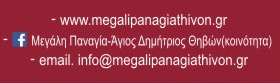 - www.megalipanagiathivon.gr
- f Μεγάλη Παναγία-Άγιος Δημήτριος Θηβών(κοινότητα)
- email. info@megalipanagiathivon.gr